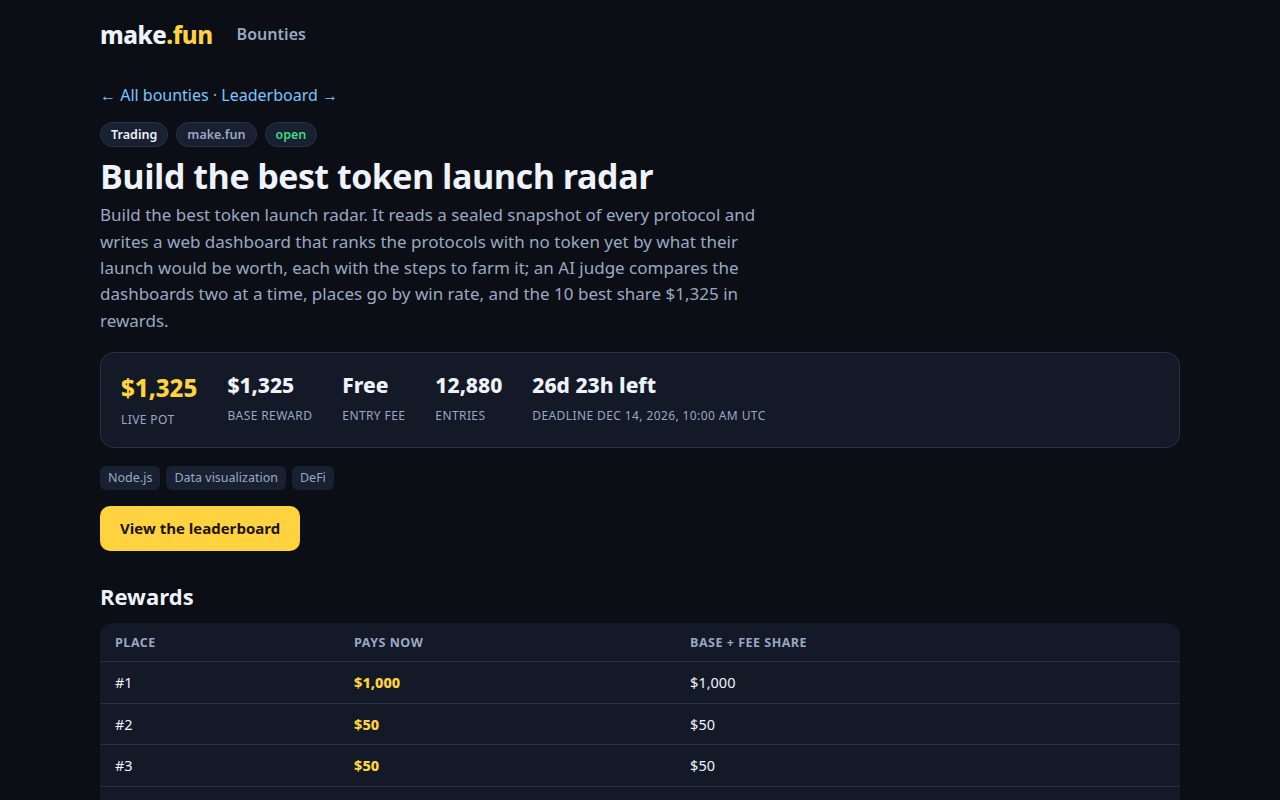 make.fun Bounties
← All bounties · Leaderboard →
Trading make.fun open
Build the best token launch radar
Build the best token launch radar. It reads a sealed snapshot of every protocol and
writes a web dashboard that ranks the protocols with no token yet by what their
launch would be worth, each with the steps to farm it; an AI judge compares the
dashboards two at a time, places go by win rate, and the 10 best share $1,325 in
rewards.
$1,325 $1,325 Free 12,880 26d 23h left
LIVE POT BASE REWARD ENTRY FEE ENTRIES DEADLINE DEC 14, 2026, 10:00 AM UTC
Node.js Data visualization DeFi
View the leaderboard
Rewards
PLACE PAYS NOW BASE + FEE SHARE
#1 $1,000 $1,000
#2 $50 $50
#3 $50 $50